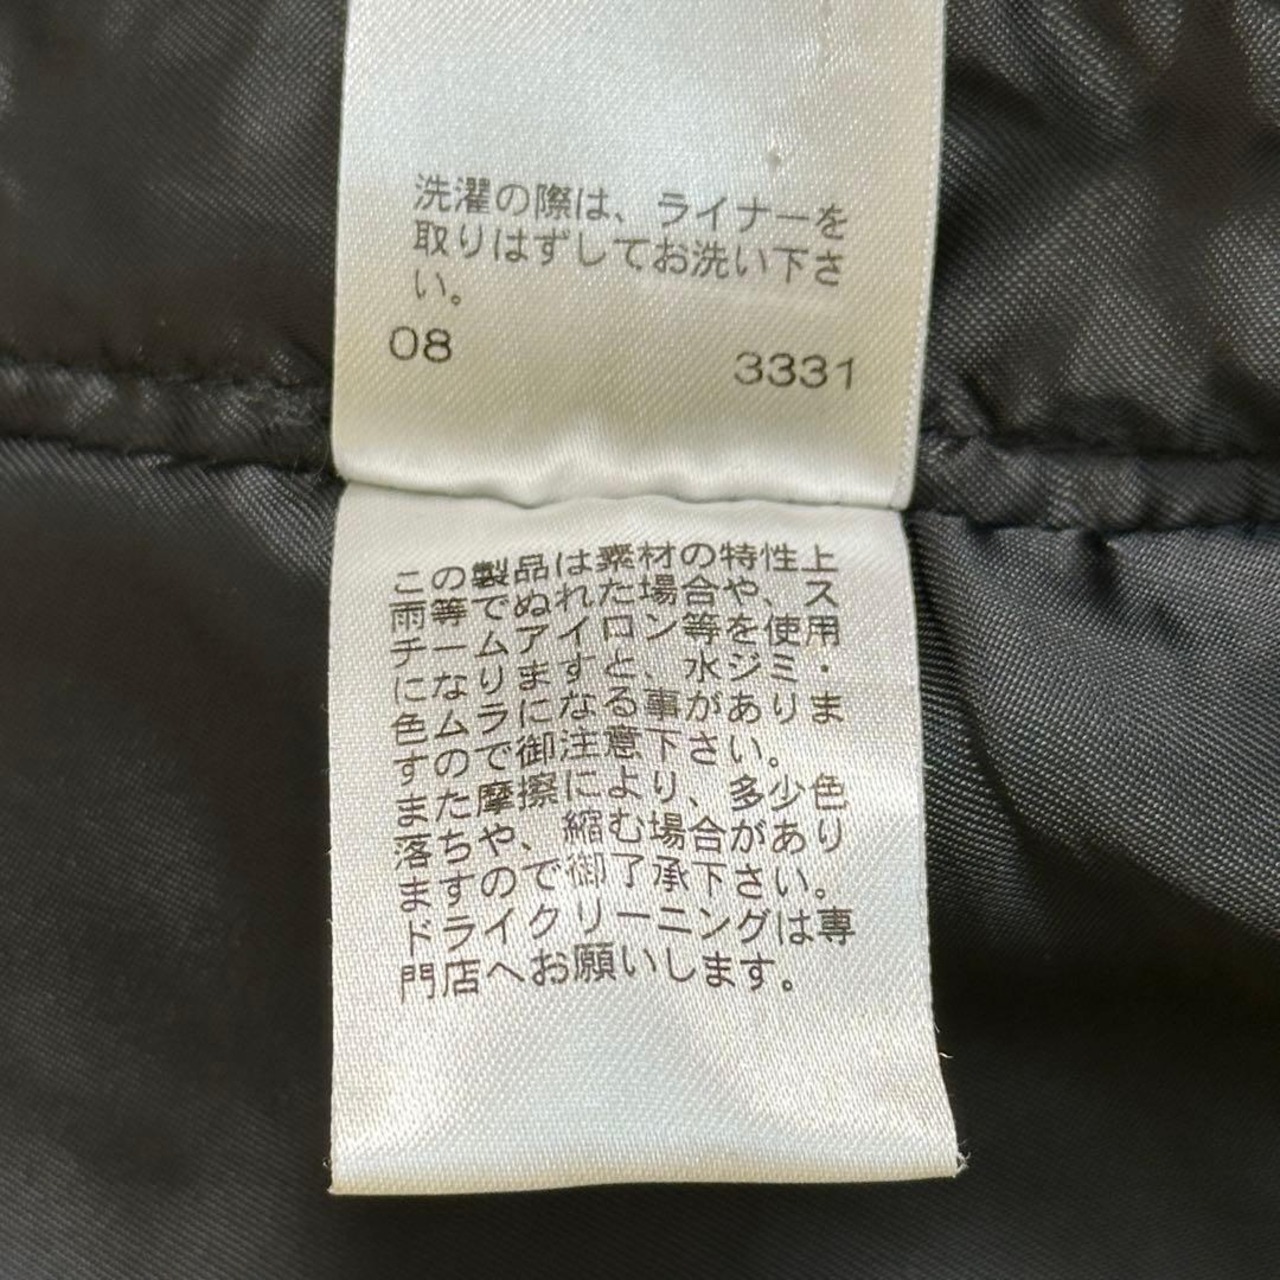 洗濯の際は、ライナーを
取りはずしてお洗い下さ
い。
08 3331
この製品は素材の特性上
雨等でぬれた場合や、ス
チームアイロン等を使用
になりますと、水ジミ・
色ムラになる事がありま
すので御注意下さい。
また摩擦により、多少色
落ちや、縮む場合があり
ますので御了承下さい。
ドライクリーニングは専
門店へお願いします。